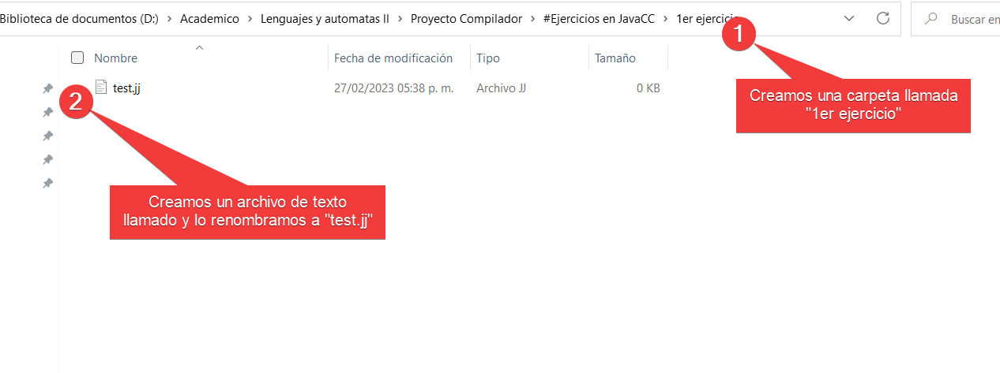 Biblioteca de documentos (D:) > Academico > Lenguajes y automatas II > Proyecto Compilador > #Ejercicios en JavaCC > 1er ejercicio
Buscar en
1
Nombre
Fecha de modificación
Tipo
Tamaño
test.jj
27/02/2023 05:38 p. m.
Archivo JJ
0 KB
Creamos una carpeta llamada
"1er ejercicio"
2
Creamos un archivo de texto
llamado y lo renombramos a "test.jj"